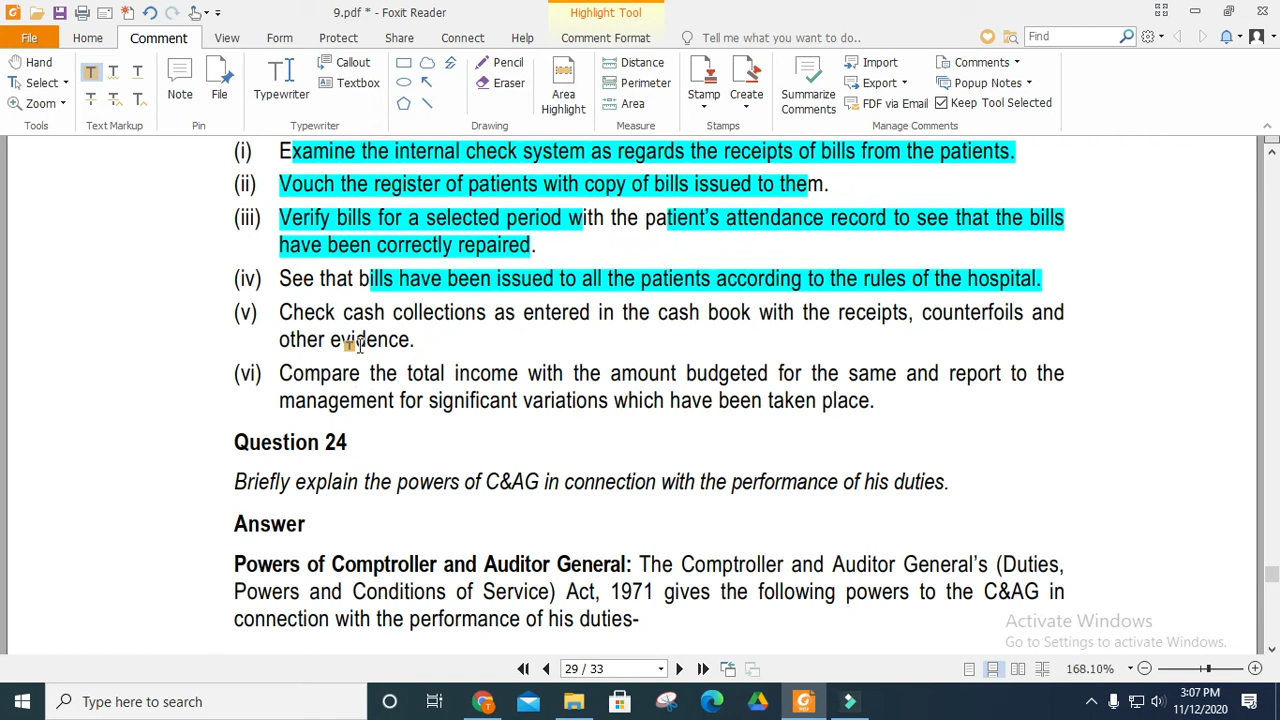 9.pdf * - Foxit Reader
Highlight Tool
File Home Comment View Form Protect Share Connect Help Comment Format Tell me what you want to do.. Find
Hand Select Zoom
Tools
Text Markup
Note File
Pin
Typewriter Callout Textbox
Typewriter
Pencil Eraser
Drawing
Area Highlight
Distance Perimeter Area
Measure
Stamp Create
Stamps
Summarize Comments
Import Export FDF via Email
Comments Popup Notes Keep Tool Selected
Manage Comments
(i) Examine the internal check system as regards the receipts of bills from the patients.
(ii) Vouch the register of patients with copy of bills issued to them.
(iii) Verify bills for a selected period with the patient's attendance record to see that the bills
have been correctly repaired.
(iv) See that bills have been issued to all the patients according to the rules of the hospital.
(v) Check cash collections as entered in the cash book with the receipts, counterfoils and
other evidence.
(vi) Compare the total income with the amount budgeted for the same and report to the
management for significant variations which have been taken place.
Question 24
Briefly explain the powers of C&AG in connection with the performance of his duties.
Answer
Powers of Comptroller and Auditor General: The Comptroller and Auditor General's (Duties,
Powers and Conditions of Service) Act, 1971 gives the following powers to the C&AG in
connection with the performance of his duties-
Activate Windows
Go to Settings to activate Windows.
29 / 33
168.10%
Type here to search
3:07 PM
11/12/2020